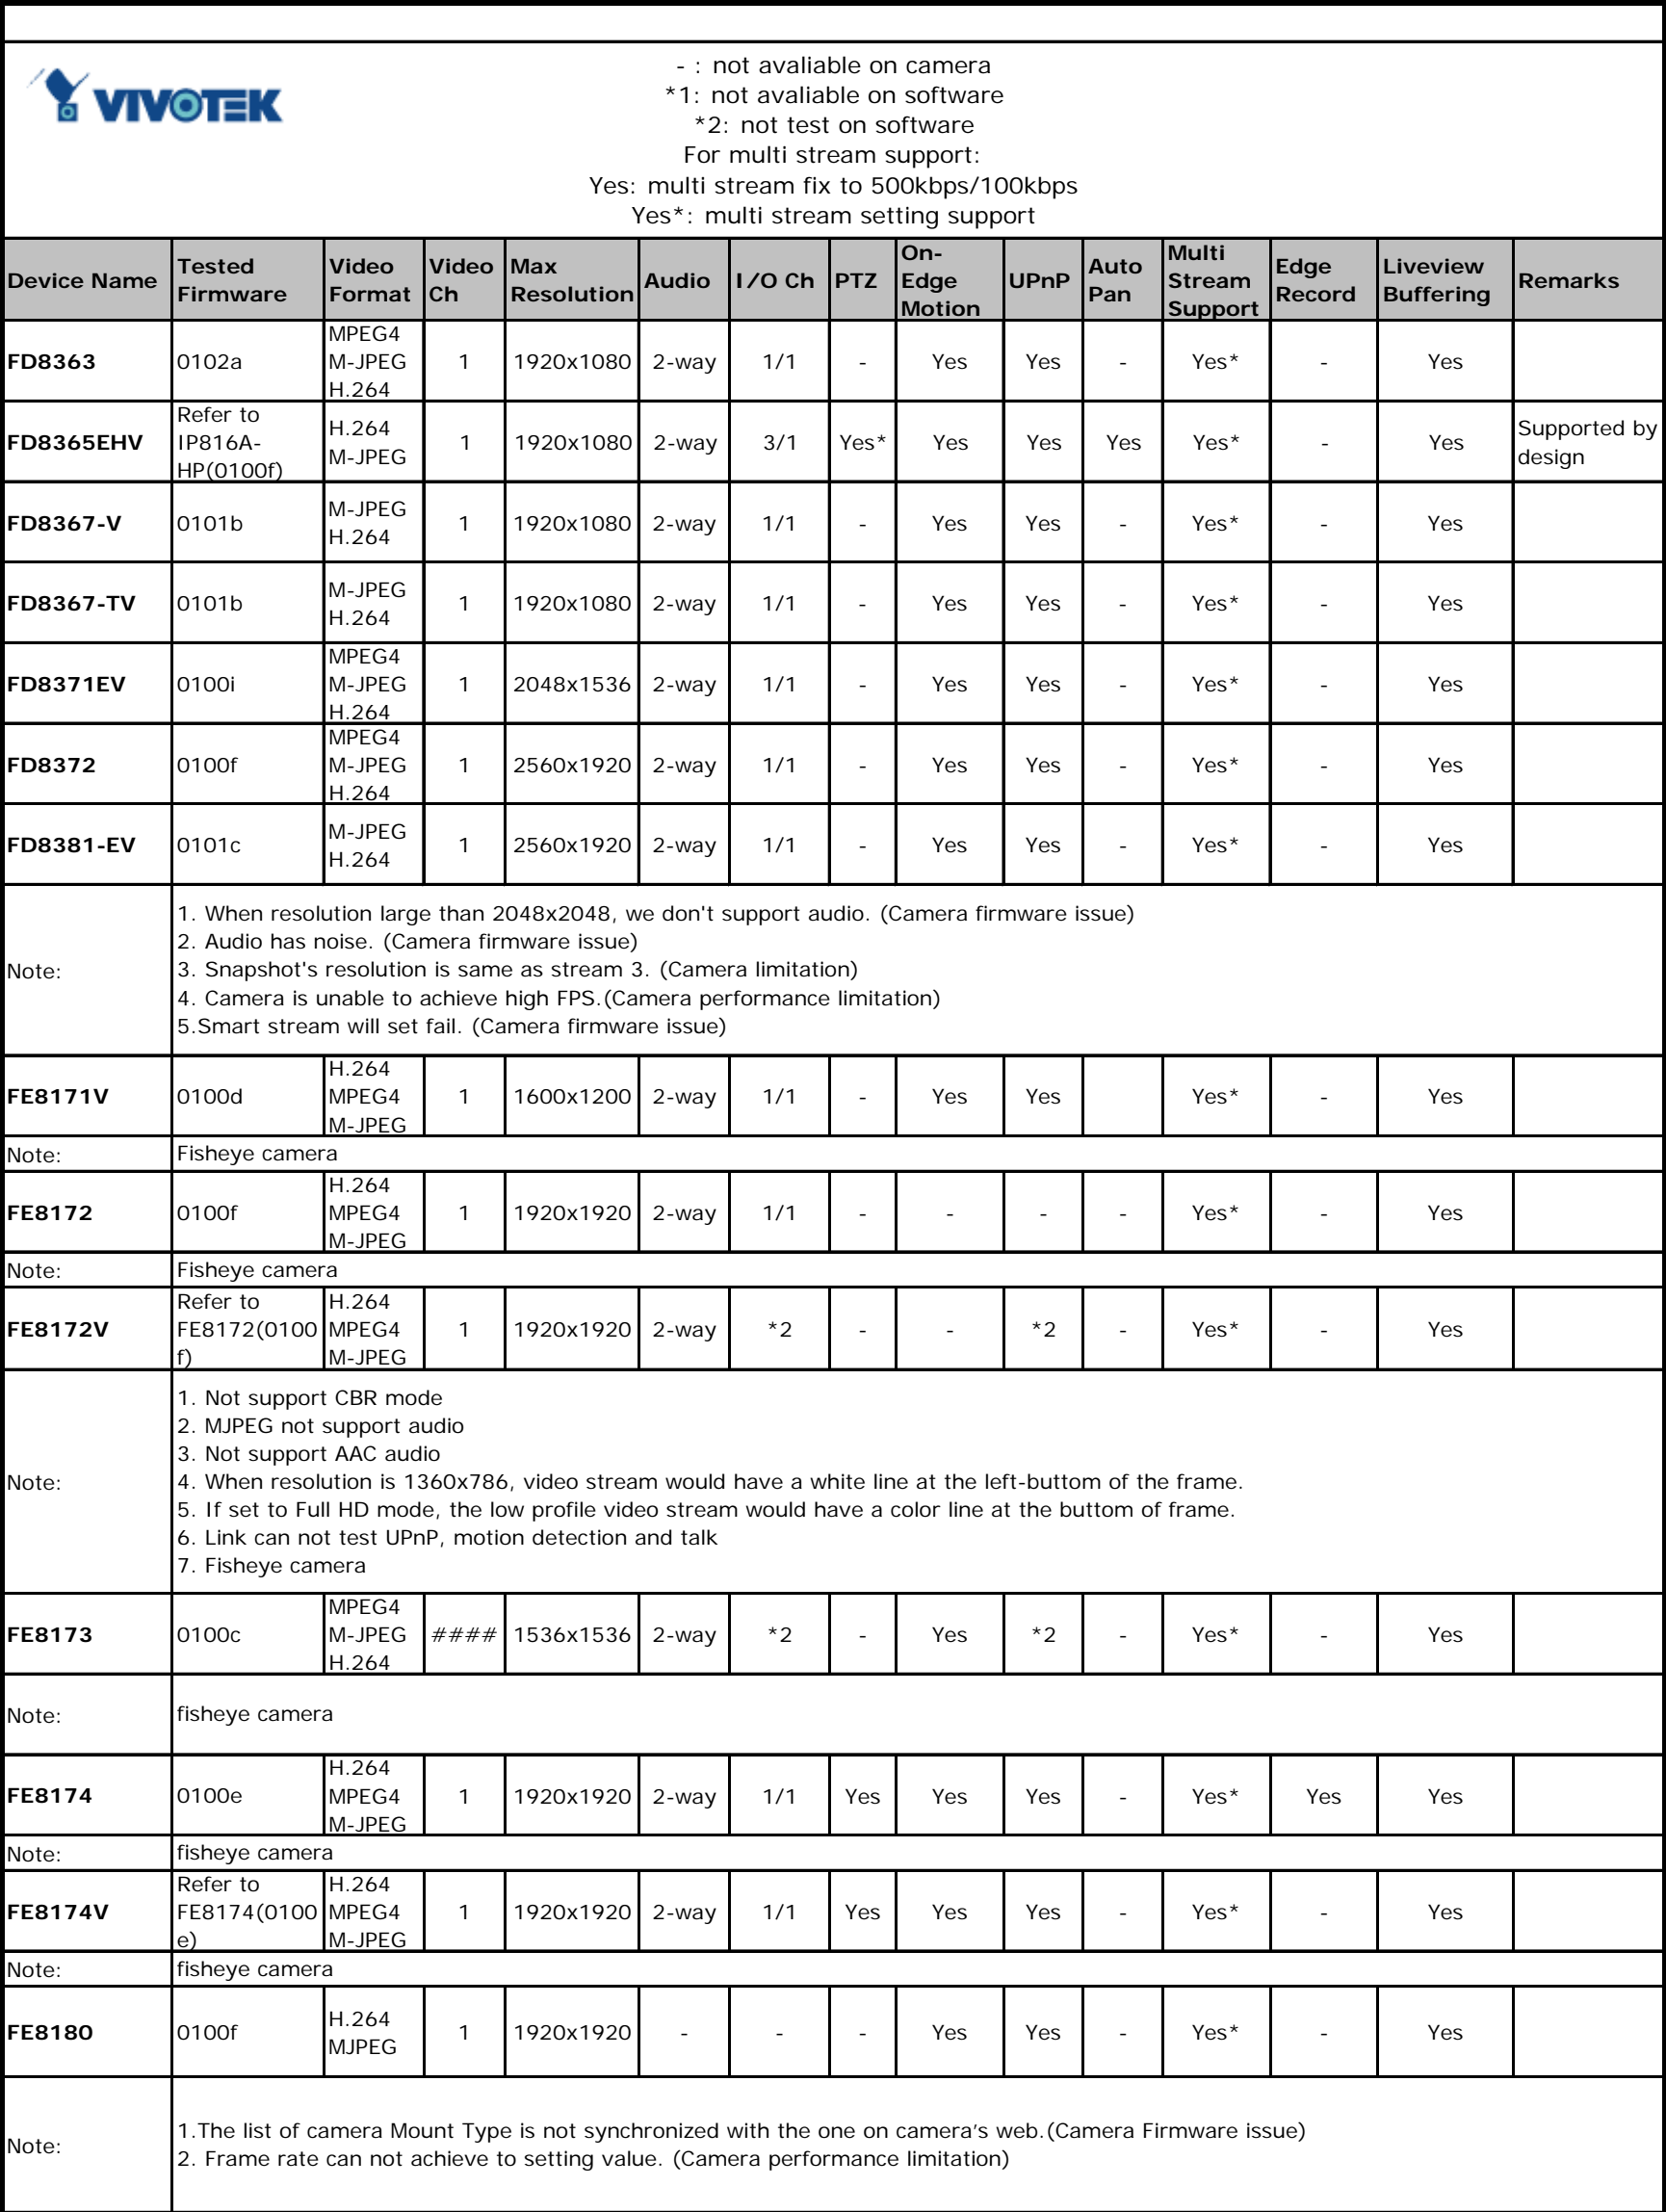 VIVOTEK
- : not avaliable on camera
*1: not avaliable on software
*2: not test on software
For multi stream support:
Yes: multi stream fix to 500kbps/100kbps
Yes*: multi stream setting support
Device Name Tested Firmware Video Format Video Ch Max Resolution Audio I/O Ch PTZ On-Edge Motion UPnP Auto Pan Multi Stream Support Edge Record Liveview Buffering Remarks
FD8363 0102a MPEG4 M-JPEG H.264 1 1920x1080 2-way 1/1 - Yes Yes - Yes* - Yes
FD8365EHV Refer to IP816A-HP(0100f) H.264 M-JPEG 1 1920x1080 2-way 3/1 Yes* Yes Yes Yes Yes* - Yes Supported by design
FD8367-V 0101b M-JPEG H.264 1 1920x1080 2-way 1/1 - Yes Yes - Yes* - Yes
FD8367-TV 0101b M-JPEG H.264 1 1920x1080 2-way 1/1 - Yes Yes - Yes* - Yes
FD8371EV 0100i MPEG4 M-JPEG H.264 1 2048x1536 2-way 1/1 - Yes Yes - Yes* - Yes
FD8372 0100f MPEG4 M-JPEG H.264 1 2560x1920 2-way 1/1 - Yes Yes - Yes* - Yes
FD8381-EV 0101c M-JPEG H.264 1 2560x1920 2-way 1/1 - Yes Yes - Yes* - Yes
Note:
1. When resolution large than 2048x2048, we don't support audio. (Camera firmware issue)
2. Audio has noise. (Camera firmware issue)
3. Snapshot's resolution is same as stream 3. (Camera limitation)
4. Camera is unable to achieve high FPS.(Camera performance limitation)
5.Smart stream will set fail. (Camera firmware issue)
FE8171V 0100d H.264 MPEG4 M-JPEG 1 1600x1200 2-way 1/1 - Yes Yes Yes* - Yes
Note: Fisheye camera
FE8172 0100f H.264 MPEG4 M-JPEG 1 1920x1920 2-way 1/1 - - - - Yes* - Yes
Note: Fisheye camera
FE8172V Refer to FE8172(0100f) H.264 MPEG4 M-JPEG 1 1920x1920 2-way *2 - - *2 - Yes* - Yes
Note:
1. Not support CBR mode
2. MJPEG not support audio
3. Not support AAC audio
4. When resolution is 1360x786, video stream would have a white line at the left-buttom of the frame.
5. If set to Full HD mode, the low profile video stream would have a color line at the buttom of frame.
6. Link can not test UPnP, motion detection and talk
7. Fisheye camera
FE8173 0100c MPEG4 M-JPEG H.264 #### 1536x1536 2-way *2 - Yes *2 - Yes* - Yes
Note: fisheye camera
FE8174 0100e H.264 MPEG4 M-JPEG 1 1920x1920 2-way 1/1 Yes Yes Yes - Yes* Yes Yes
Note: fisheye camera
FE8174V Refer to FE8174(0100e) H.264 MPEG4 M-JPEG 1 1920x1920 2-way 1/1 Yes Yes Yes - Yes* - Yes
Note: fisheye camera
FE8180 0100f H.264 MJPEG 1 1920x1920 - - - Yes Yes - Yes* - Yes
Note:
1.The list of camera Mount Type is not synchronized with the one on camera's web.(Camera Firmware issue)
2. Frame rate can not achieve to setting value. (Camera performance limitation)